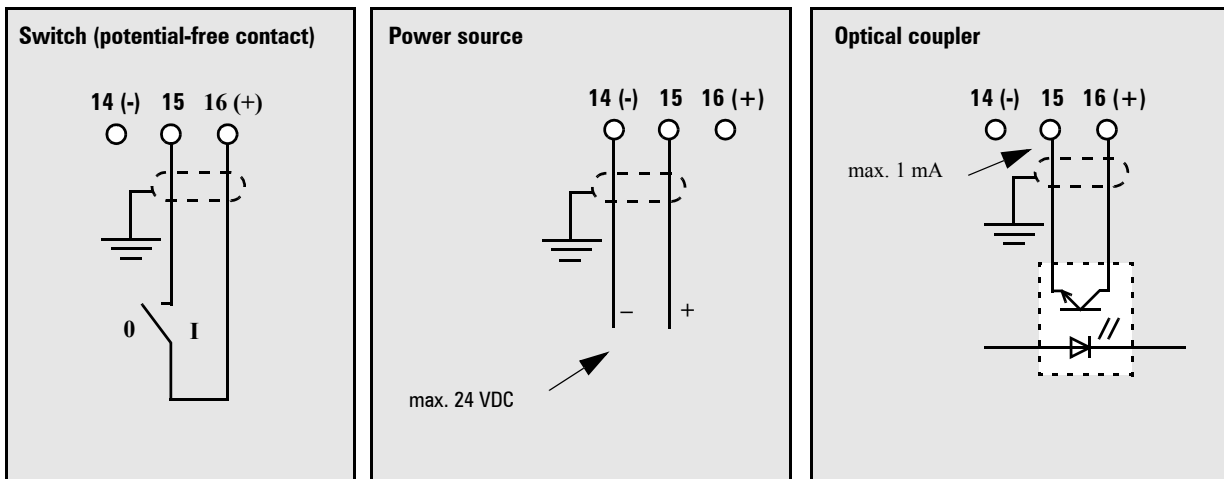 Switch (potential-free contact)
14 (-) 15 16 (+)
0 I
Power source
14 (-) 15 16 (+)
– +
max. 24 VDC
Optical coupler
14 (-) 15 16 (+)
max. 1 mA